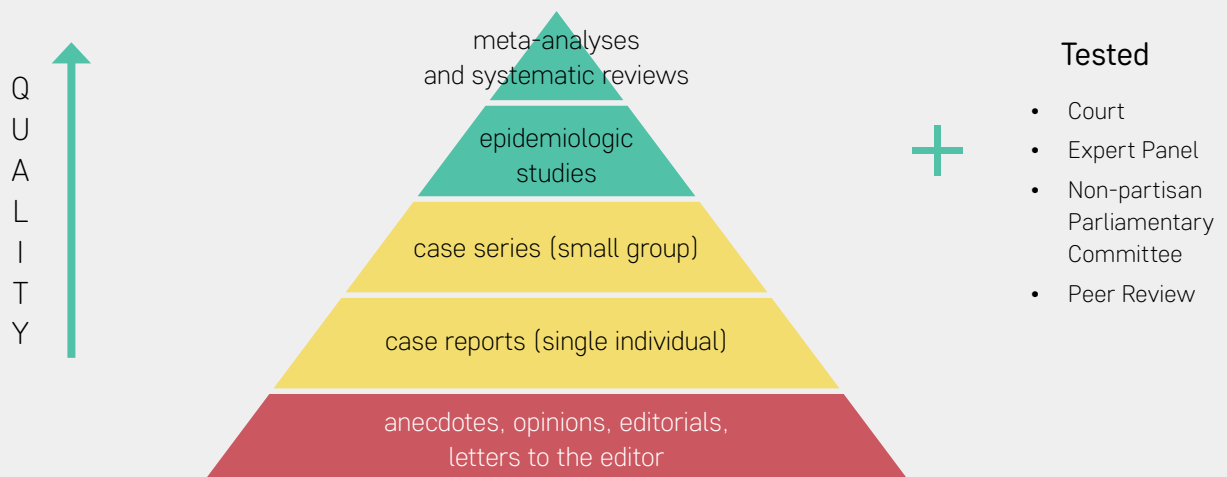 QUALITY
meta-analyses
and systematic reviews
epidemiologic
studies
case series (small group)
case reports (single individual)
anecdotes, opinions, editorials,
letters to the editor
+
Tested
• Court
• Expert Panel
• Non-partisan
Parliamentary
Committee
• Peer Review